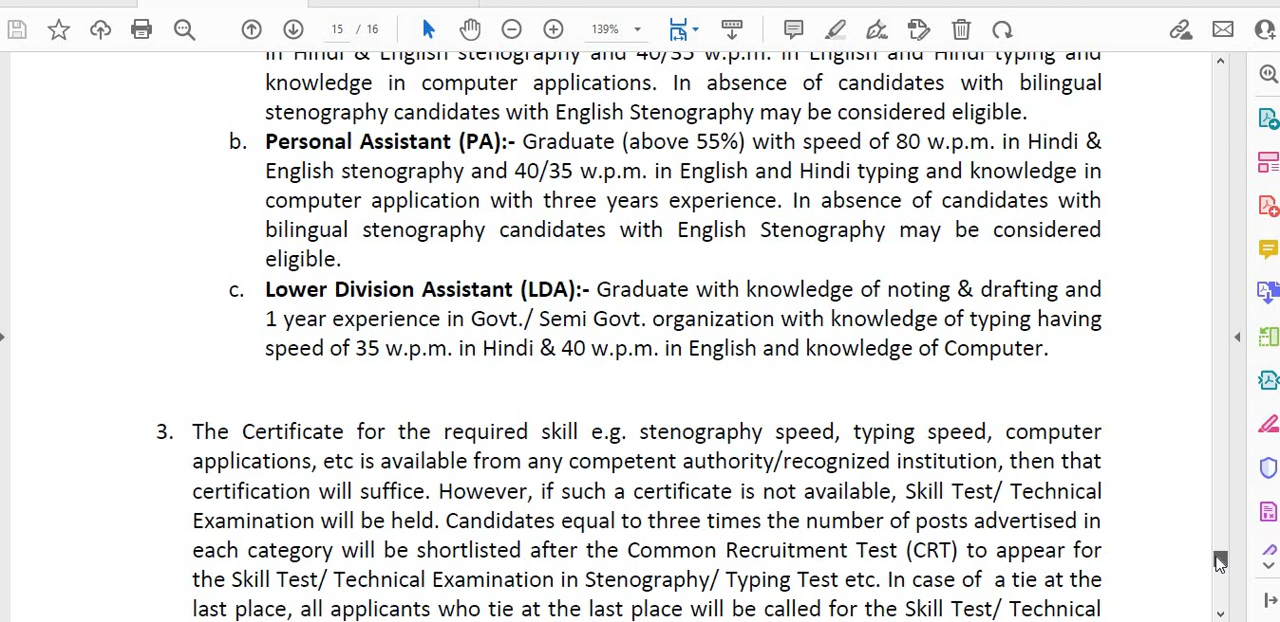 15 / 16
139%
in Hindi & English stenography and 40/35 w.p.m. in English and Hindi typing and
knowledge in computer applications. In absence of candidates with bilingual
stenography candidates with English Stenography may be considered eligible.
b. Personal Assistant (PA):- Graduate (above 55%) with speed of 80 w.p.m. in Hindi &
English stenography and 40/35 w.p.m. in English and Hindi typing and knowledge in
computer application with three years experience. In absence of candidates with
bilingual stenography candidates with English Stenography may be considered
eligible.
c. Lower Division Assistant (LDA):- Graduate with knowledge of noting & drafting and
1 year experience in Govt./ Semi Govt. organization with knowledge of typing having
speed of 35 w.p.m. in Hindi & 40 w.p.m. in English and knowledge of Computer.
3. The Certificate for the required skill e.g. stenography speed, typing speed, computer
applications, etc is available from any competent authority/recognized institution, then that
certification will suffice. However, if such a certificate is not available, Skill Test/ Technical
Examination will be held. Candidates equal to three times the number of posts advertised in
each category will be shortlisted after the Common Recruitment Test (CRT) to appear for
the Skill Test/ Technical Examination in Stenography/ Typing Test etc. In case of a tie at the
last place, all applicants who tie at the last place will be called for the Skill Test/ Technical